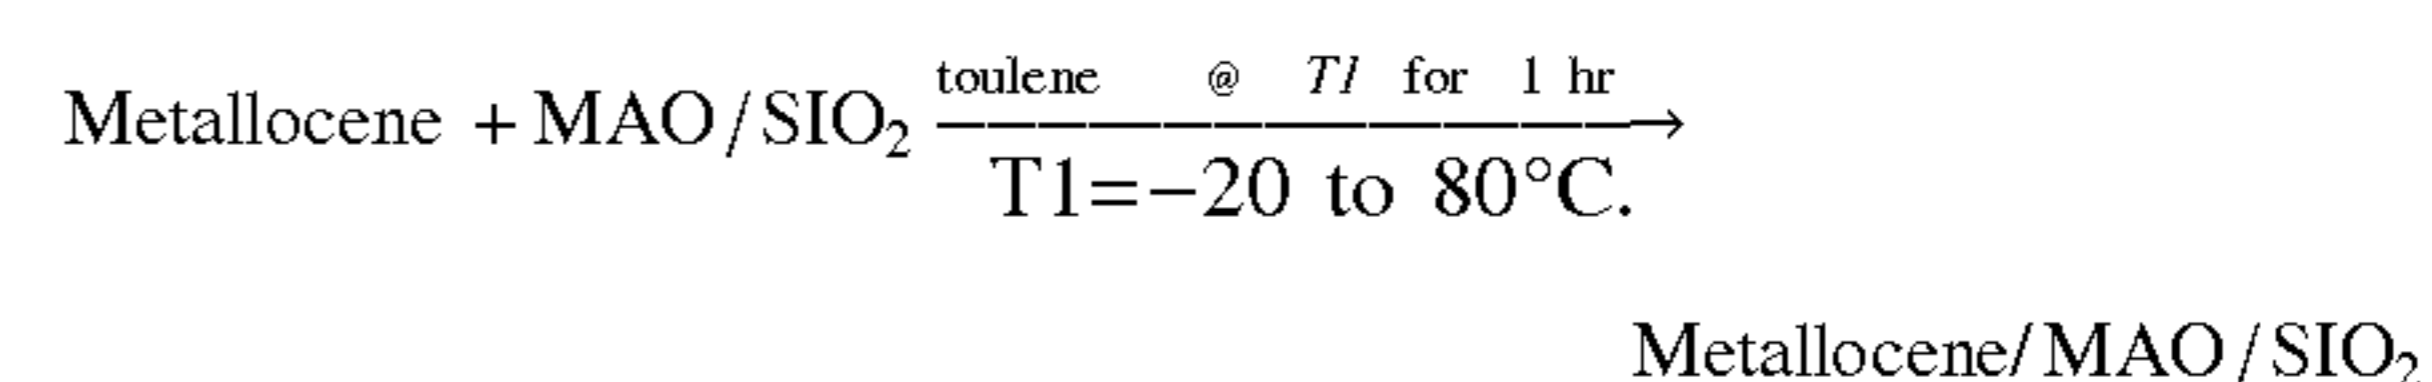 toulene @ T1 for 1 hr
Metallocene + MAO/SIO₂ ⟶
T1=−20 to 80°C.
Metallocene/MAO/SIO₂